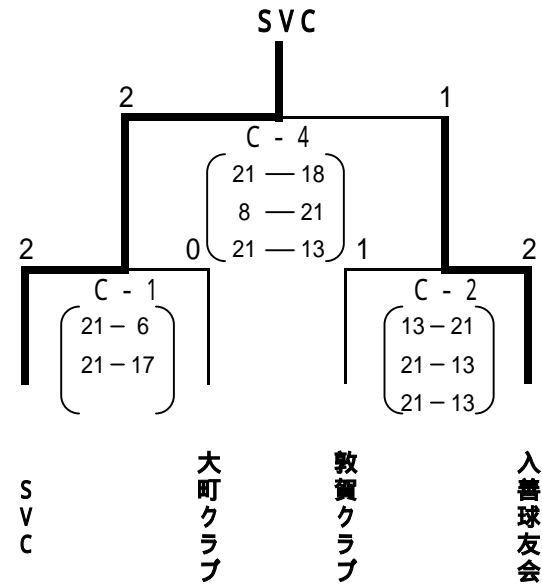 SVC
2 1
C - 4
21 — 18
8 — 21
21 — 13
2 0 1 2
C - 1
21 － 6
21 － 17
C - 2
13 － 21
21 － 13
21 － 13
SVC
大町クラブ
敦賀クラブ
入善球友会